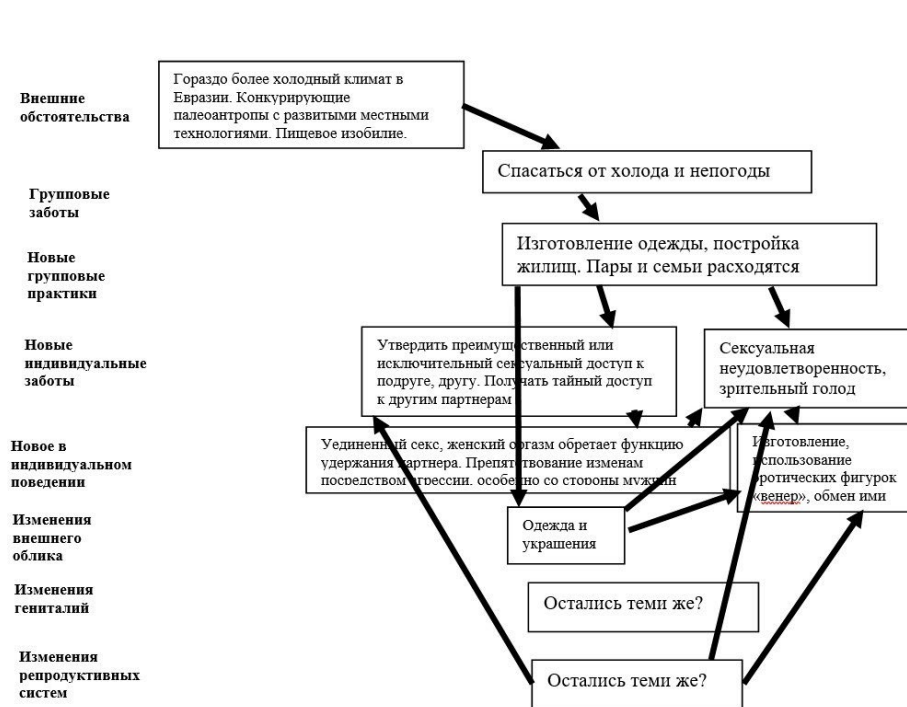 Внешние
обстоятельства
Гораздо более холодный климат в
Евразии. Конкурирующие
палеоантропы с развитыми местными
технологиями. Пищевое изобилие.
Спасаться от холода и непогоды
Групповые
заботы
Новые
групповые
практики
Изготовление одежды, постройка
жилищ. Пары и семьи расходятся
Новые
индивидуальные
заботы
Утвердить преимущественный или
исключительный сексуальный доступ к
подруге, другу. Получать тайный доступ
к другим партнерам
Сексуальная
неудовлетворенность,
зрительный голод
Новое в
индивидуальном
поведении
Уединенный секс, женский оргазм обретает функцию
удержания партнера. Препятствование изменам
посредством агрессии, особенно со стороны мужчин
Изготовление,
использование
эротических фигурок
«венер», обмен ими
Изменения
внешнего
облика
Одежда и
украшения
Изменения
гениталий
Остались теми же?
Изменения
репродуктивных
систем
Остались теми же?